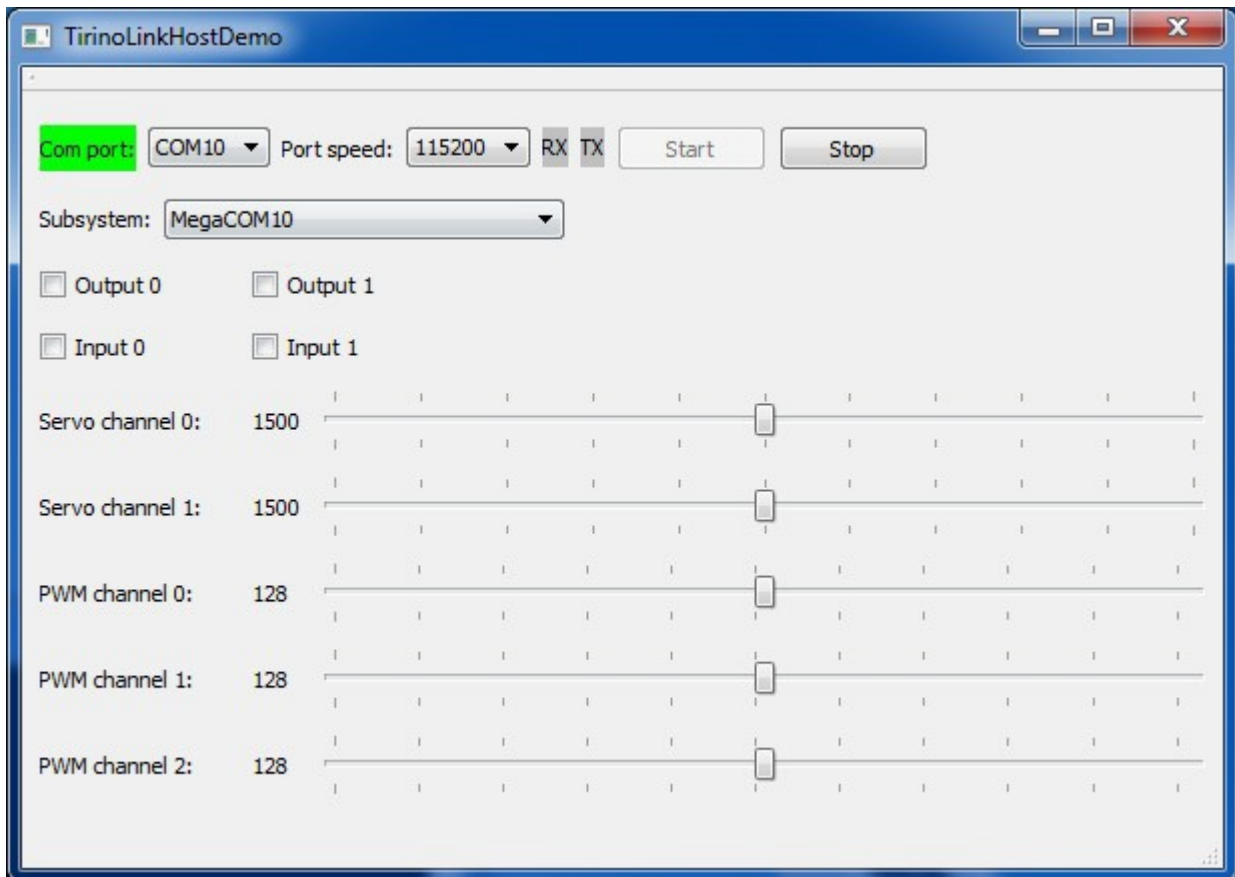 TirinoLinkHostDemo
Com port: COM10 Port speed: 115200 RX TX Start Stop
Subsystem: MegaCOM10
Output 0 Output 1
Input 0 Input 1
Servo channel 0: 1500
Servo channel 1: 1500
PWM channel 0: 128
PWM channel 1: 128
PWM channel 2: 128